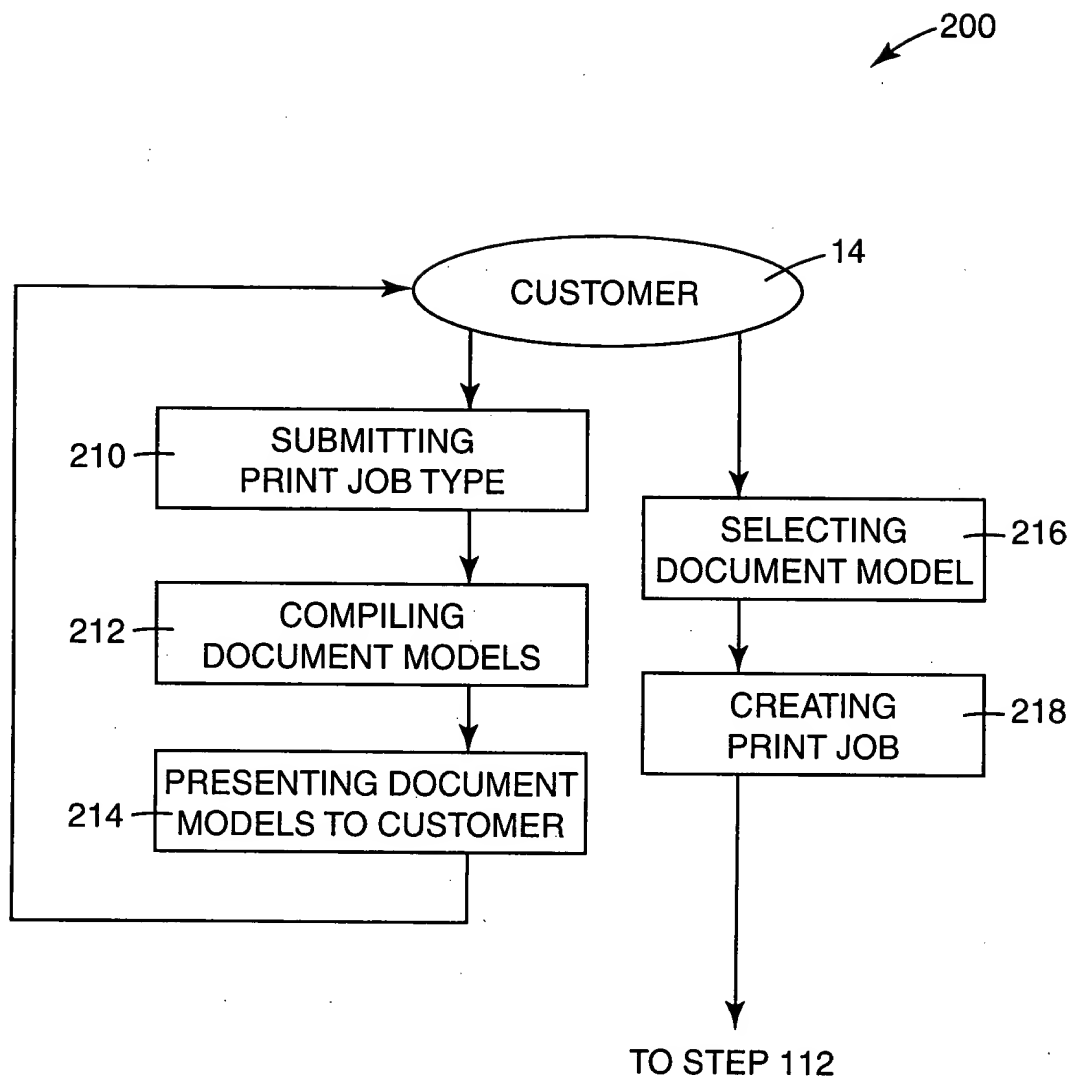 200
14
CUSTOMER
210
SUBMITTING
PRINT JOB TYPE
216
SELECTING
DOCUMENT MODEL
212
COMPILING
DOCUMENT MODELS
218
CREATING
PRINT JOB
214
PRESENTING DOCUMENT
MODELS TO CUSTOMER
TO STEP 112